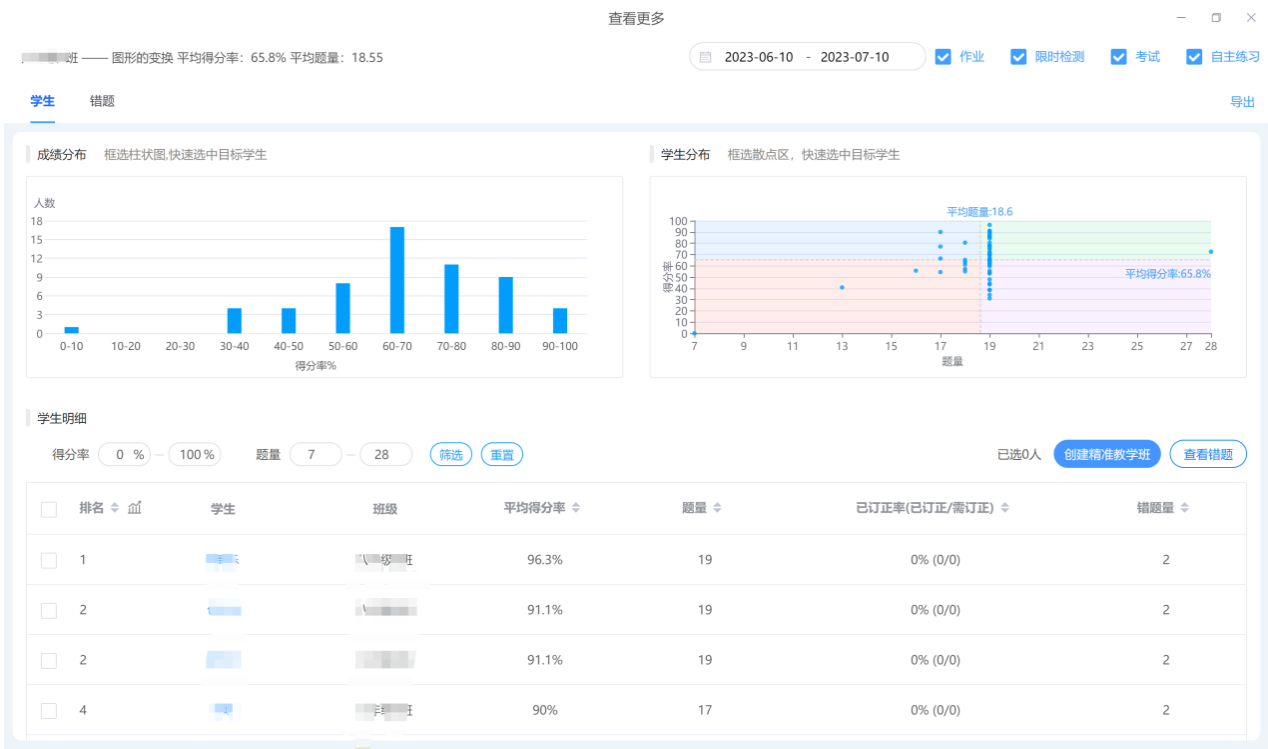 查看更多
班 —— 图形的变换 平均得分率：65.8% 平均题量：18.55
2023-06-10 - 2023-07-10 作业 限时检测 考试 自主练习
学生 错题 导出
成绩分布 框选柱状图,快速选中目标学生
人数
18
15
12
9
6
3
0
0-10 10-20 20-30 30-40 40-50 50-60 60-70 70-80 80-90 90-100
得分率%
学生分布 框选散点区，快速选中目标学生
平均题量:18.6
100
90
80
70
60
50
40
30
20
10
0
得分率
平均得分率:65.8%
7 9 11 13 15 17 19 21 23 25 27 28
题量
学生明细
得分率 0 % – 100 % 题量 7 – 28 筛选 重置 已选0人 创建精准教学班 查看错题
排名 学生 班级 平均得分率 题量 已订正率(已订正/需订正) 错题量
1 96.3% 19 0% (0/0) 2
2 91.1% 19 0% (0/0) 2
2 91.1% 19 0% (0/0) 2
4 90% 17 0% (0/0) 2